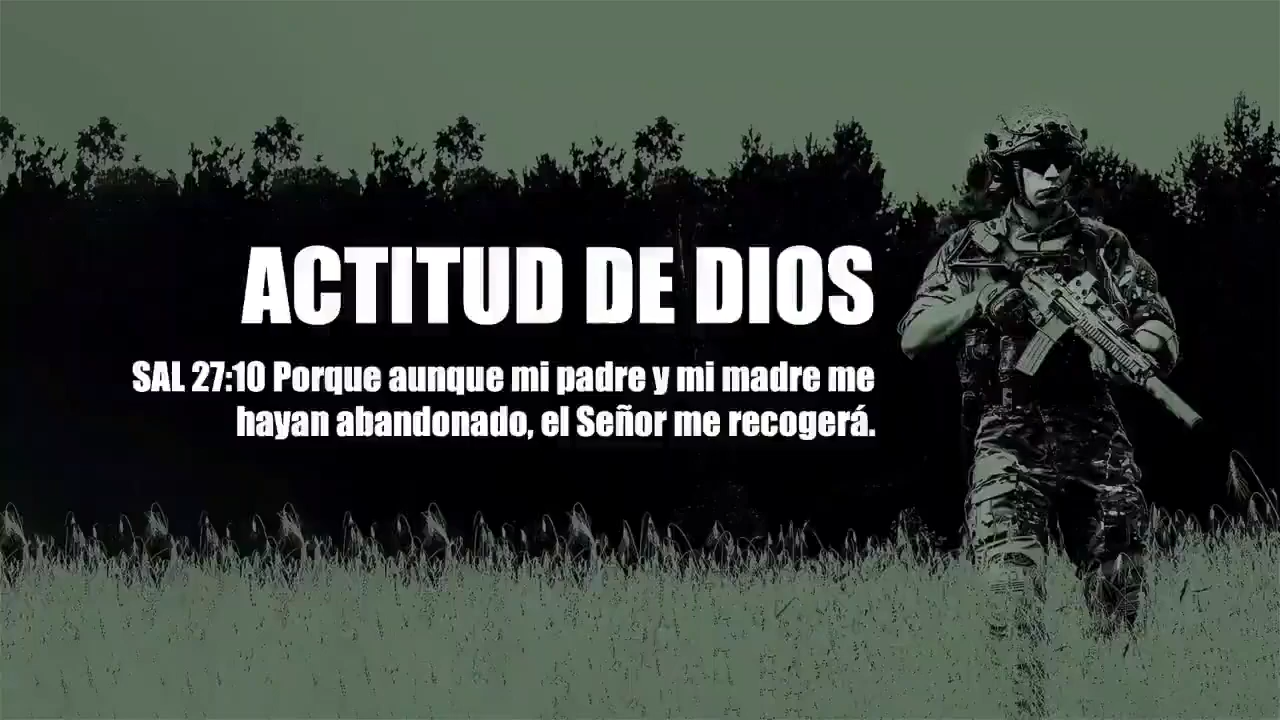 ACTITUD DE DIOS
SAL 27:10 Porque aunque mi padre y mi madre me
hayan abandonado, el Señor me recogerá.